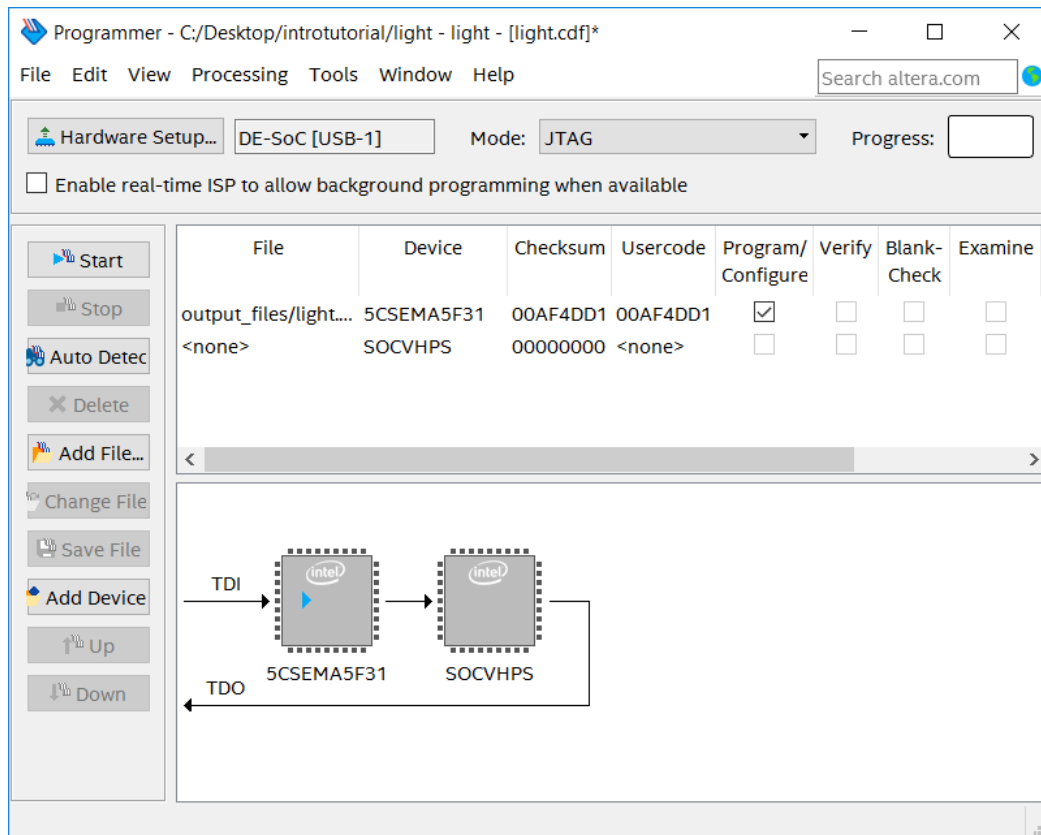 Programmer - C:/Desktop/introtutorial/light - light - [light.cdf]*
File Edit View Processing Tools Window Help
Search altera.com
Hardware Setup... DE-SoC [USB-1] Mode: JTAG Progress:
Enable real-time ISP to allow background programming when available
Start
Stop
Auto Detec
Delete
Add File...
Change File
Save File
Add Device
Up
Down
File Device Checksum Usercode Program/ Verify Blank- Examine
Configure Check
output_files/light.... 5CSEMA5F31 00AF4DD1 00AF4DD1
<none> SOCVHPS 00000000 <none>
TDI
intel intel
5CSEMA5F31 SOCVHPS
TDO